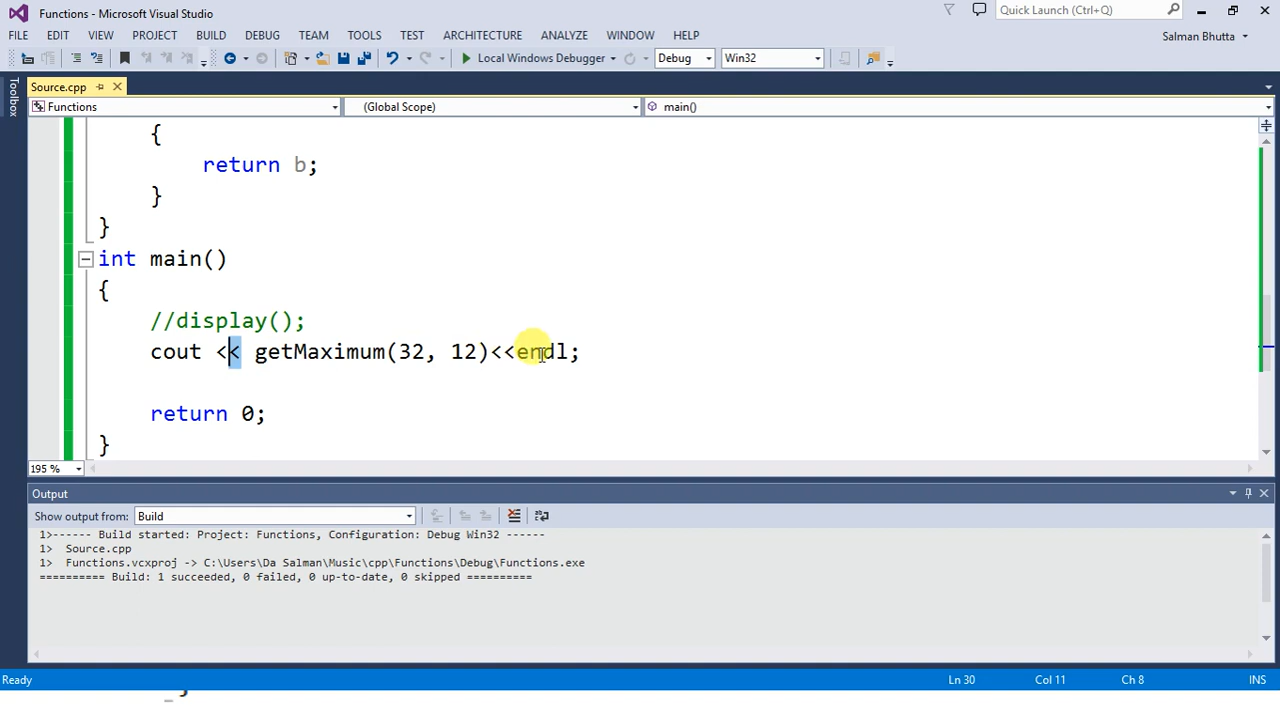 Functions - Microsoft Visual Studio
Quick Launch (Ctrl+Q)
FILE EDIT VIEW PROJECT BUILD DEBUG TEAM TOOLS TEST ARCHITECTURE ANALYZE WINDOW HELP
Salman Bhutta
Local Windows Debugger Debug Win32
Toolbox
Source.cpp
Functions (Global Scope) main()
{
return b;
}
}
int main()
{
//display();
cout << getMaximum(32, 12)<<endl;
return 0;
}
195 %
Output
Show output from: Build
1>------ Build started: Project: Functions, Configuration: Debug Win32 ------
1> Source.cpp
1> Functions.vcxproj -> C:\Users\Da Salman\Music\cpp\Functions\Debug\Functions.exe
========== Build: 1 succeeded, 0 failed, 0 up-to-date, 0 skipped ==========
Ready Ln 30 Col 11 Ch 8 INS